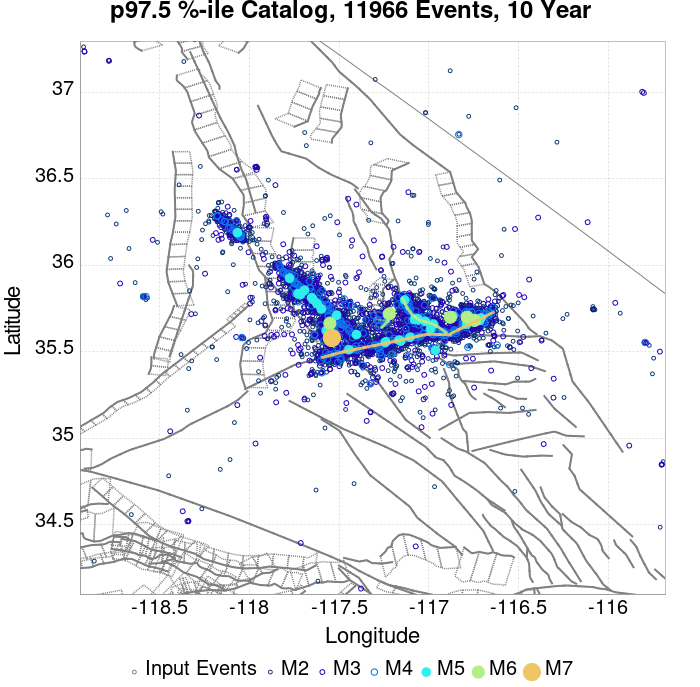 p97.5 %-ile Catalog, 11966 Events, 10 Year
37
36.5
36
35.5
35
34.5
Latitude
-118.5 -118 -117.5 -117 -116.5 -116
Longitude
Input Events M2 M3 M4 M5 M6 M7